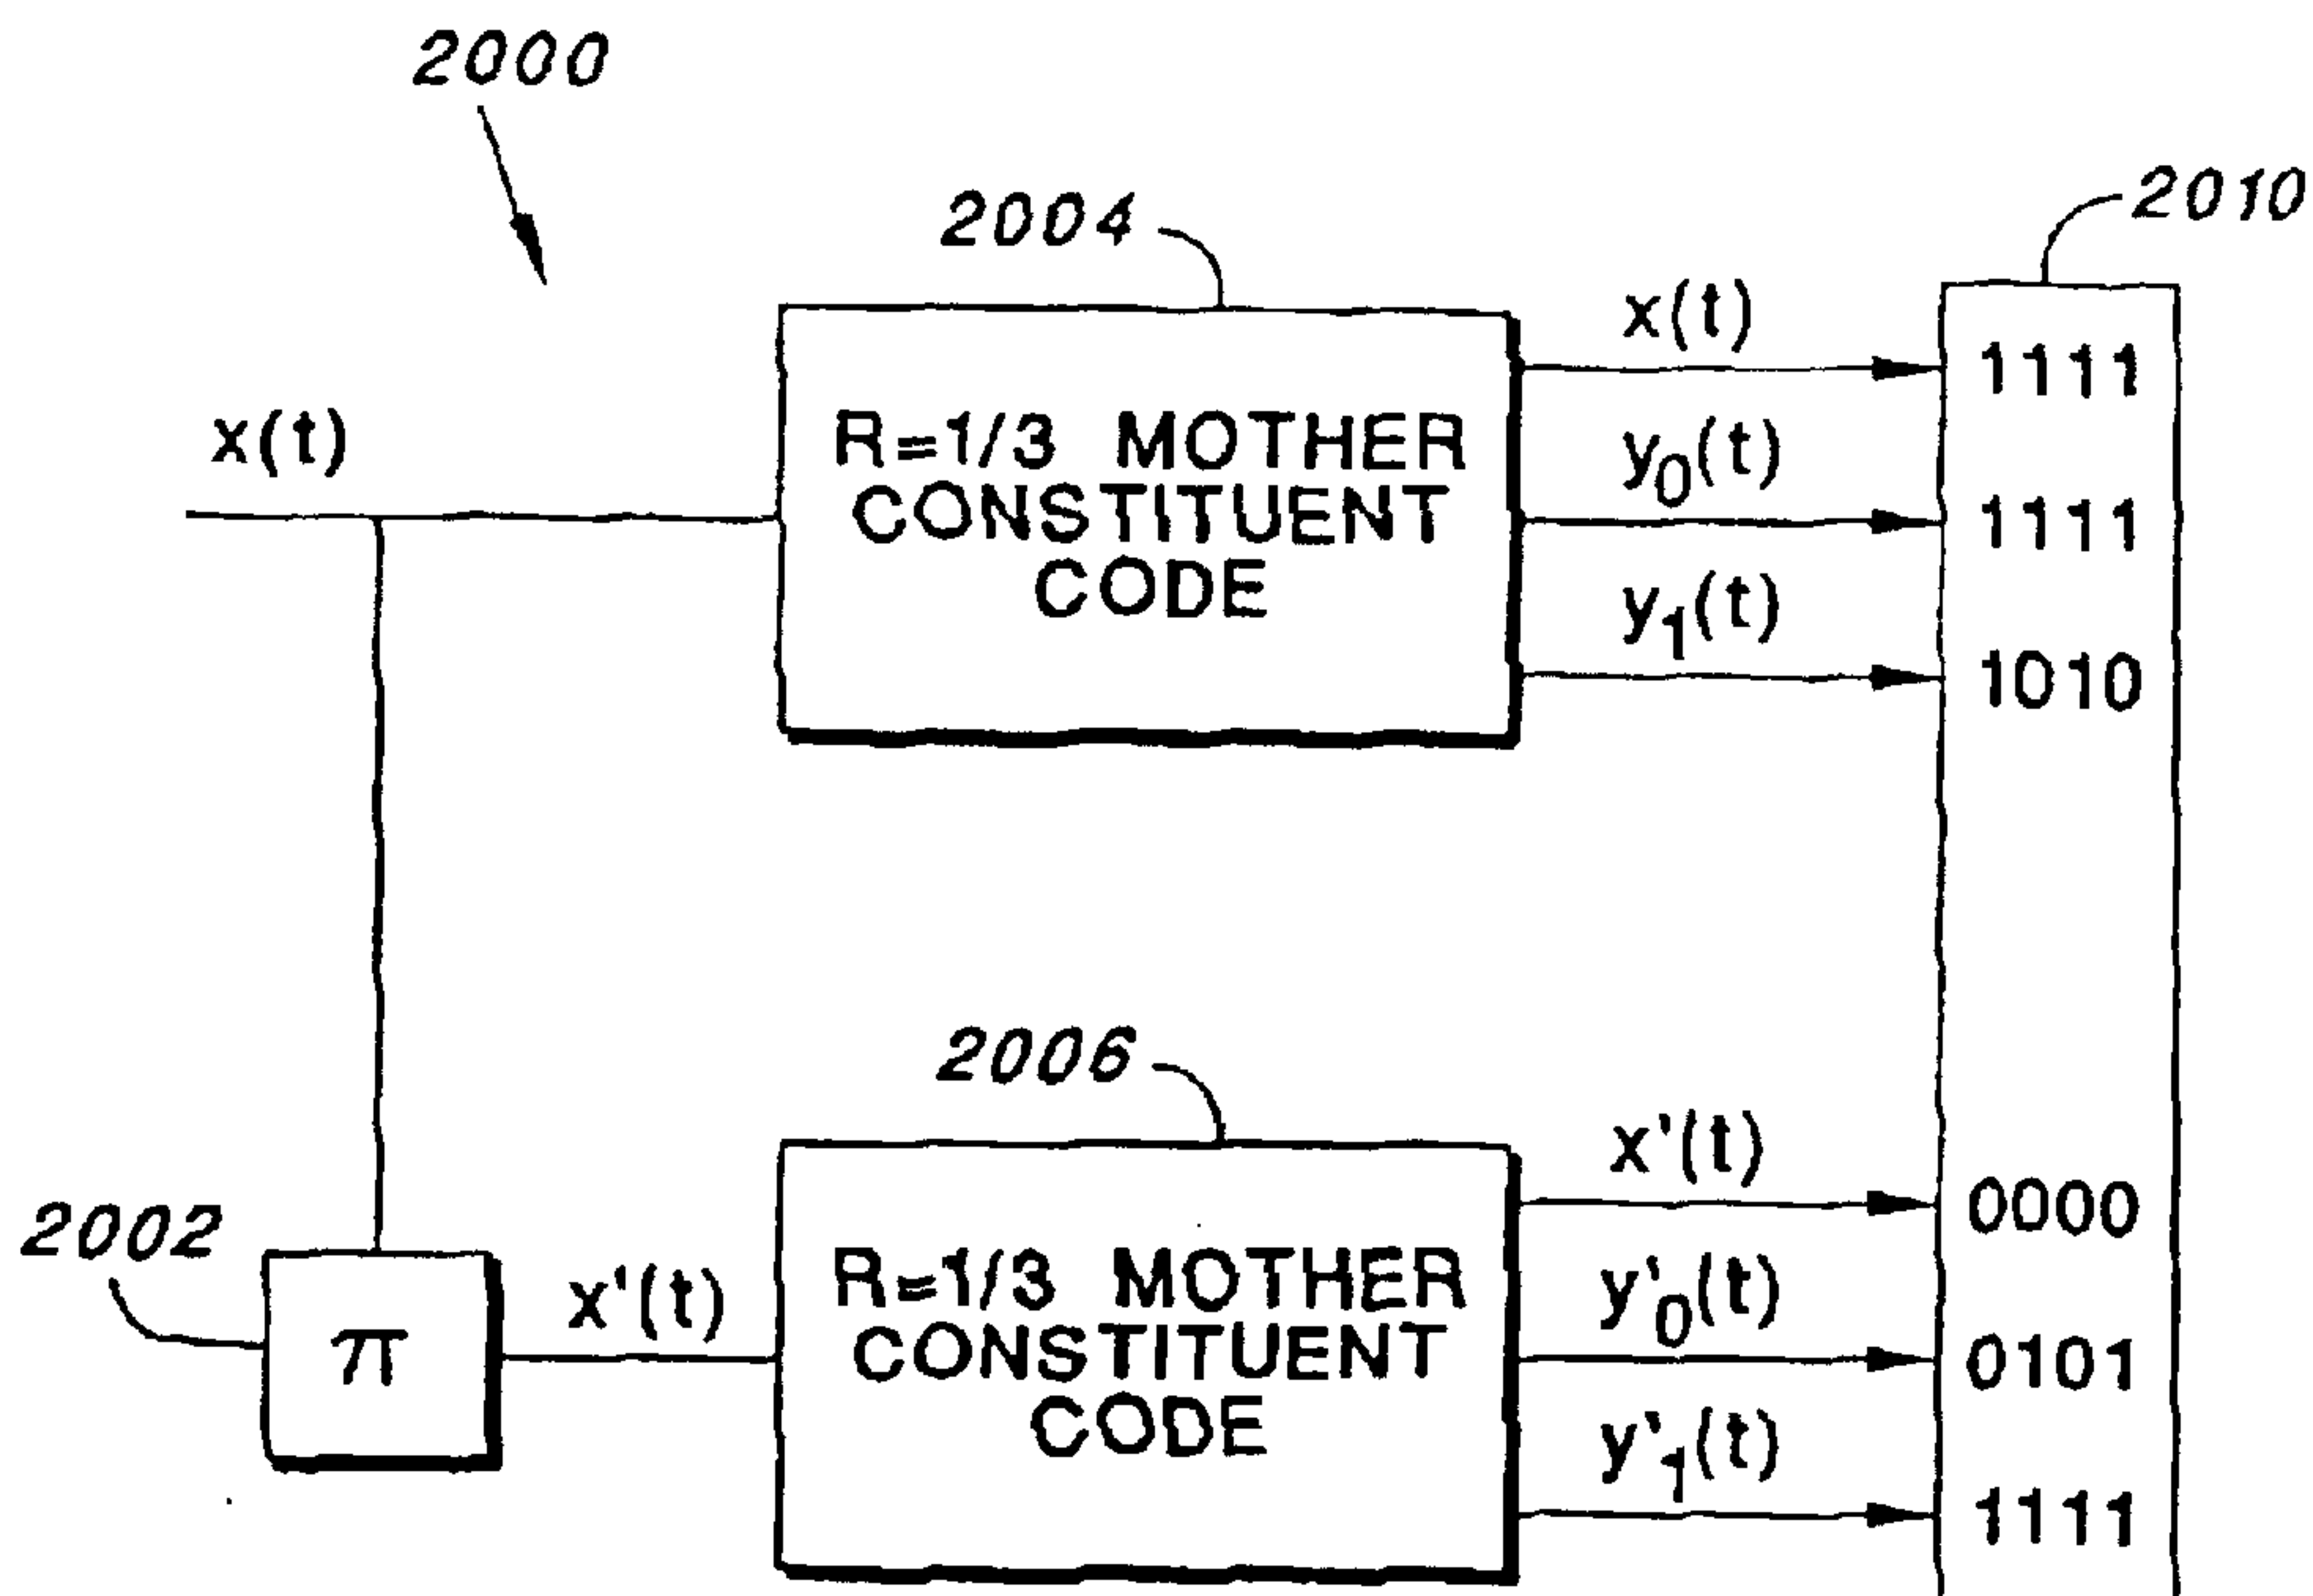 2000
2004
2010
x(t)
R=1/3 MOTHER
CONSTITUENT
CODE
x(t)
1111
y0(t)
1111
y1(t)
1010
2006
2002
π
x'(t)
R=1/3 MOTHER
CONSTITUENT
CODE
x'(t)
0000
y'0(t)
0101
y'1(t)
1111